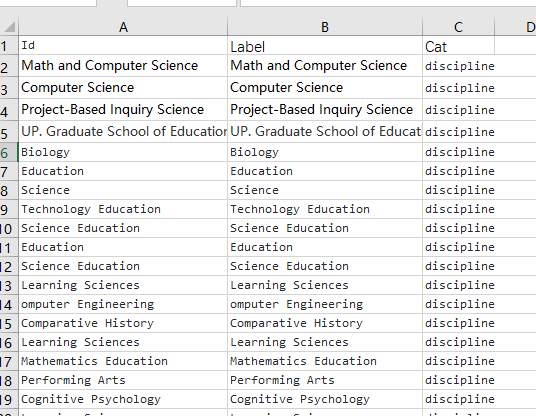 A B C D
1 Id Label Cat
2 Math and Computer Science Math and Computer Science discipline
3 Computer Science Computer Science discipline
4 Project-Based Inquiry Science Project-Based Inquiry Science discipline
5 UP. Graduate School of Education UP. Graduate School of Educat discipline
6 Biology Biology discipline
7 Education Education discipline
8 Science Science discipline
9 Technology Education Technology Education discipline
10 Science Education Science Education discipline
11 Education Education discipline
12 Science Education Science Education discipline
13 Learning Sciences Learning Sciences discipline
14 omputer Engineering omputer Engineering discipline
15 Comparative History Comparative History discipline
16 Learning Sciences Learning Sciences discipline
17 Mathematics Education Mathematics Education discipline
18 Performing Arts Performing Arts discipline
19 Cognitive Psychology Cognitive Psychology discipline